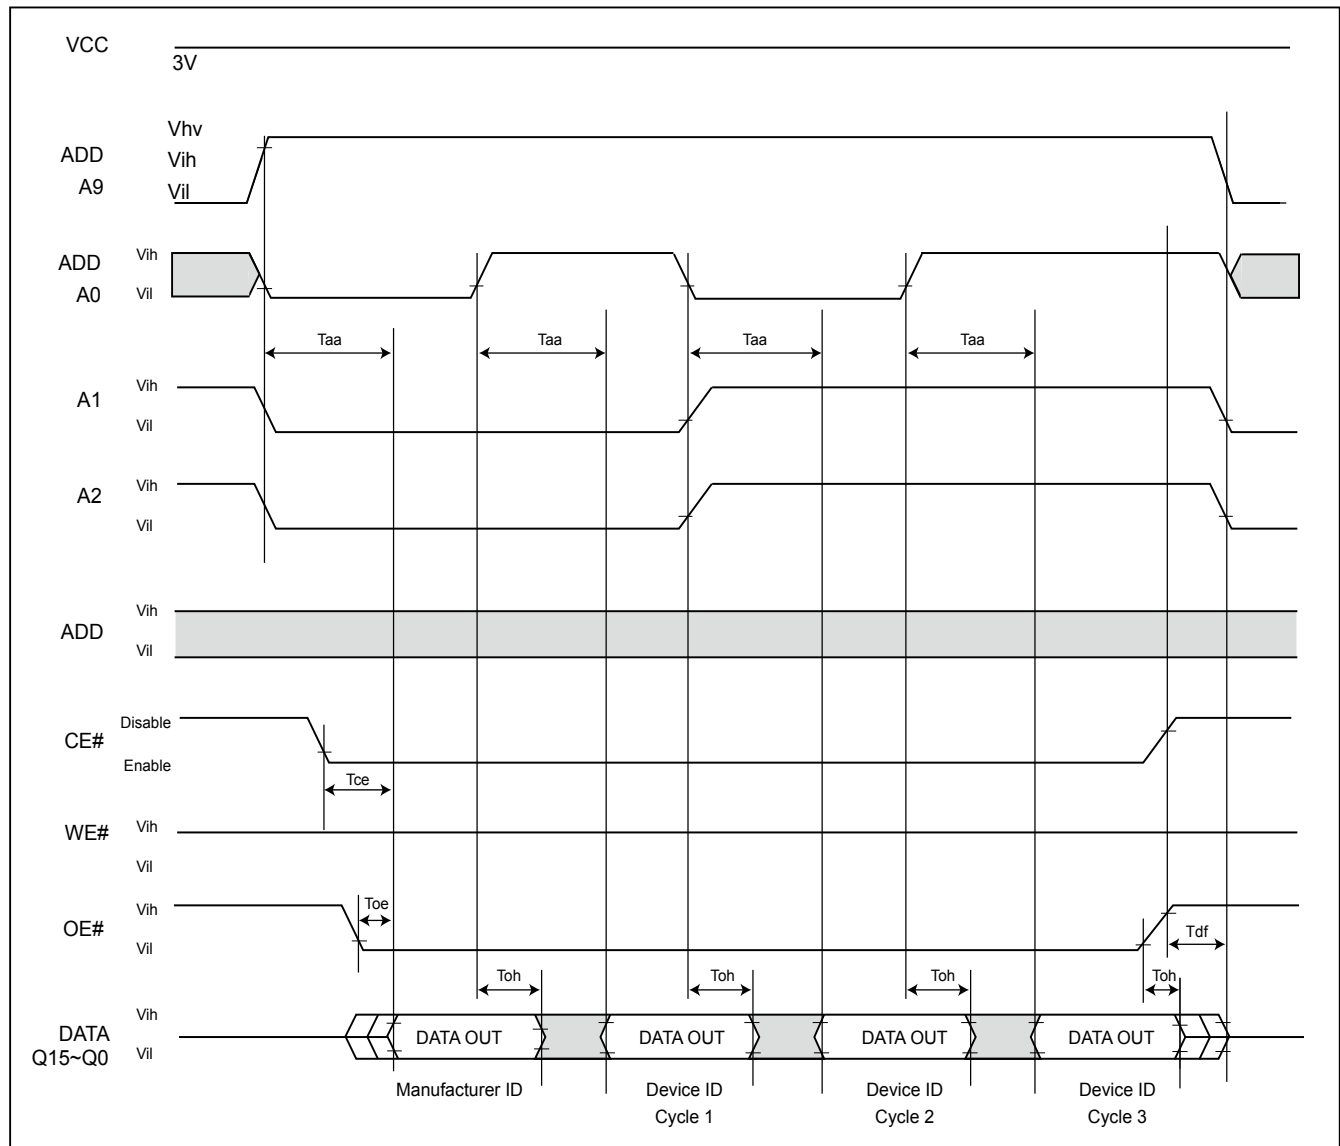 VCC
3V
ADD
A9
Vhv
Vih
Vil
ADD
A0
Vih
Vil
Taa
Taa
Taa
Taa
A1
Vih
Vil
A2
Vih
Vil
ADD
Vih
Vil
CE#
Disable
Enable
Tce
WE#
Vih
Vil
OE#
Vih
Vil
Toe
Tdf
Toh
Toh
Toh
Toh
DATA
Q15~Q0
Vih
Vil
DATA OUT
DATA OUT
DATA OUT
DATA OUT
Manufacturer ID
Device ID
Cycle 1
Device ID
Cycle 2
Device ID
Cycle 3